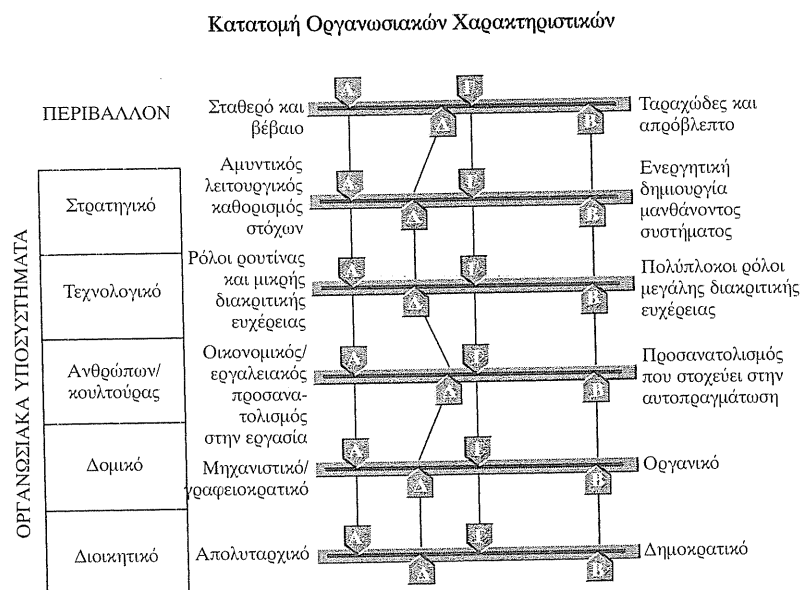 Κατατομή Οργανωσιακών Χαρακτηριστικών
ΠΕΡΙΒΑΛΛΟΝ
Σταθερό και
βέβαιο
Α
Γ
Δ
Β
Ταραχώδες και
απρόβλεπτο
ΟΡΓΑΝΩΣΙΑΚΑ ΥΠΟΣΥΣΤΗΜΑΤΑ
Στρατηγικό
Αμυντικός
λειτουργικός
καθορισμός
στόχων
Α
Γ
Δ
Β
Ενεργητική
δημιουργία
μανθάνοντος
συστήματος
Τεχνολογικό
Ρόλοι ρουτίνας
και μικρής
διακριτικής
ευχέρειας
Α
Γ
Δ
Β
Πολύπλοκοι ρόλοι
μεγάλης διακριτικής
ευχέρειας
Ανθρώπων/
κουλτούρας
Οικονομικός/
εργαλειακός
προσανα-
τολισμός
στην εργασία
Α
Γ
Δ
Β
Προσανατολισμός
που στοχεύει στην
αυτοπραγμάτωση
Δομικό
Μηχανιστικό/
γραφειοκρατικό
Α
Γ
Δ
Β
Οργανικό
Διοικητικό
Απολυταρχικό
Α
Γ
Δ
Β
Δημοκρατικό